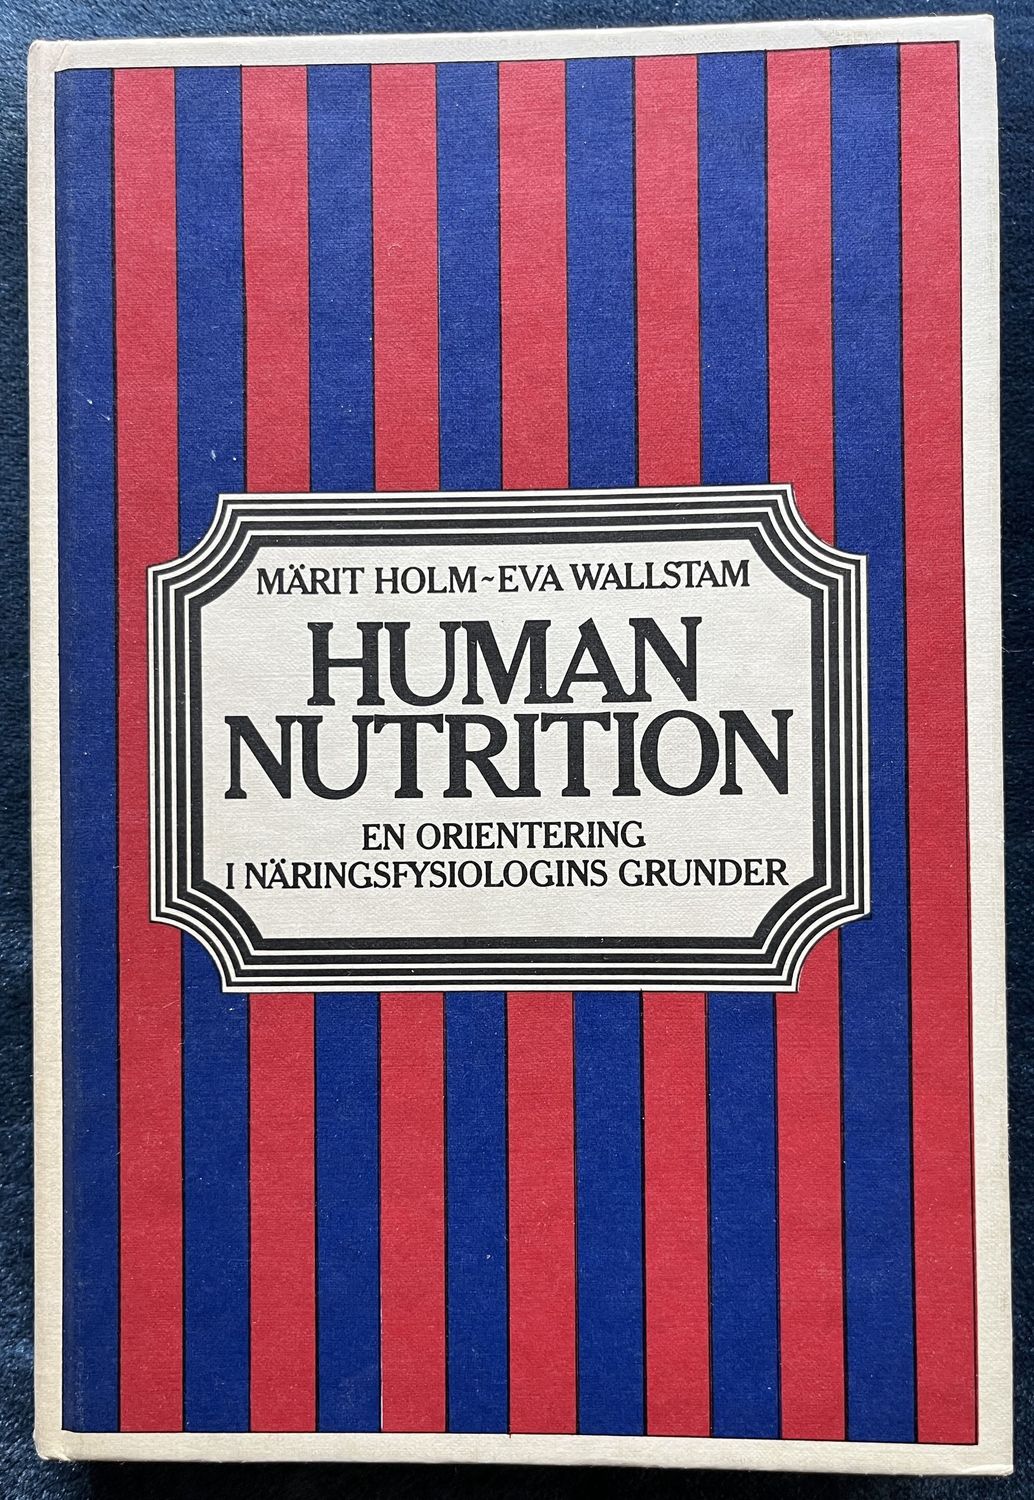 MÄRIT HOLM~EVA WALLSTAM
HUMAN
NUTRITION
EN ORIENTERING
I NÄRINGSFYSIOLOGINS GRUNDER